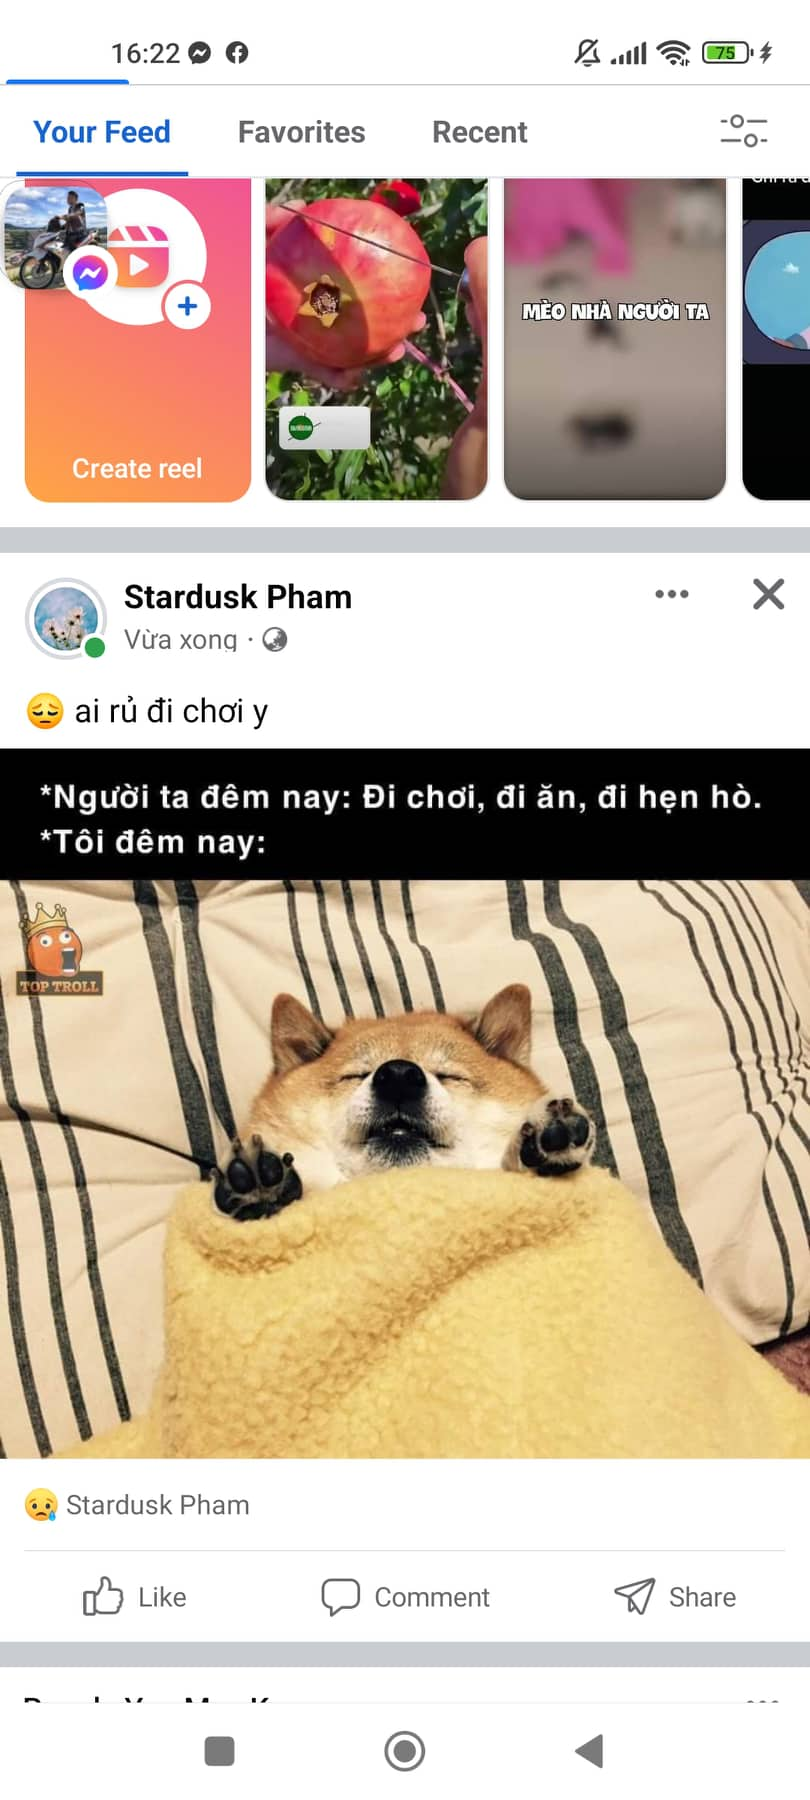 16:22
75
Your Feed
Favorites
Recent
MÈO NHÀ NGƯỜI TA
Create reel
Stardusk Pham
Vừa xong ·
😔 ai rủ đi chơi y
*Người ta đêm nay: Đi chơi, đi ăn, đi hẹn hò.
*Tôi đêm nay:
TOP TROLL
😥 Stardusk Pham
Like
Comment
Share